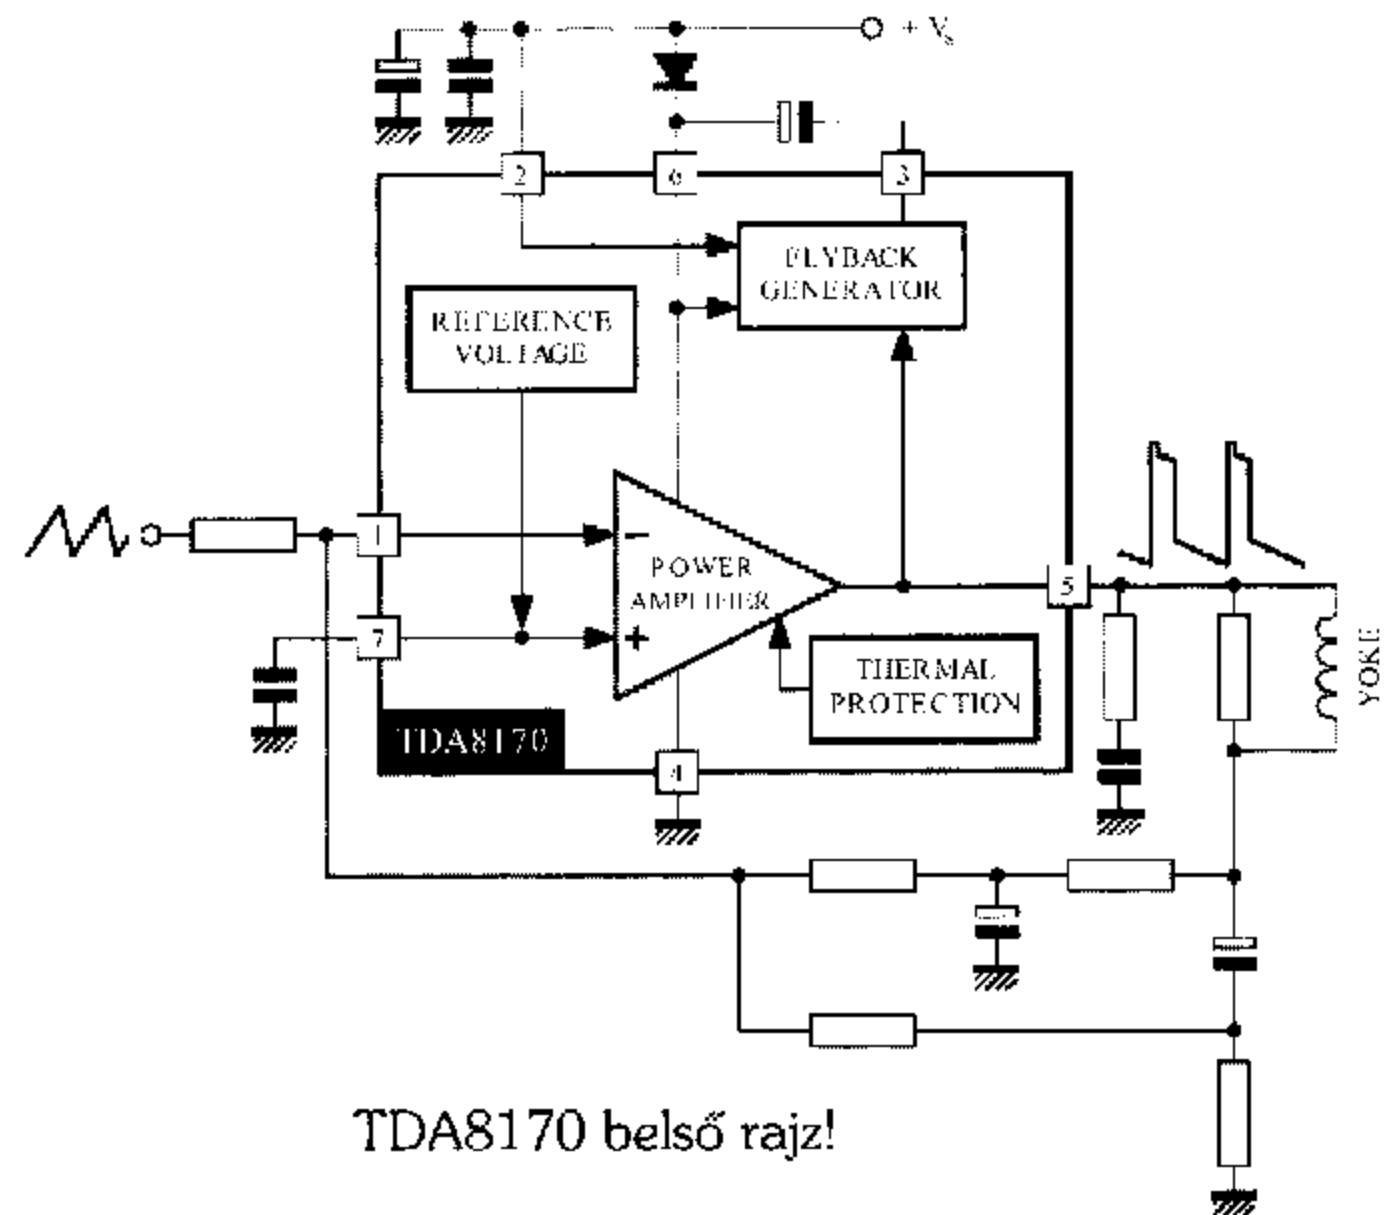 + Vs
2
6
3
FLYBACK
GENERATOR
REFERENCE
VOLTAGE
1
-
POWER
AMPLIFIER
5
7
+
THERMAL
PROTECTION
YOKE
TDA8170
4
TDA8170 belső rajz!